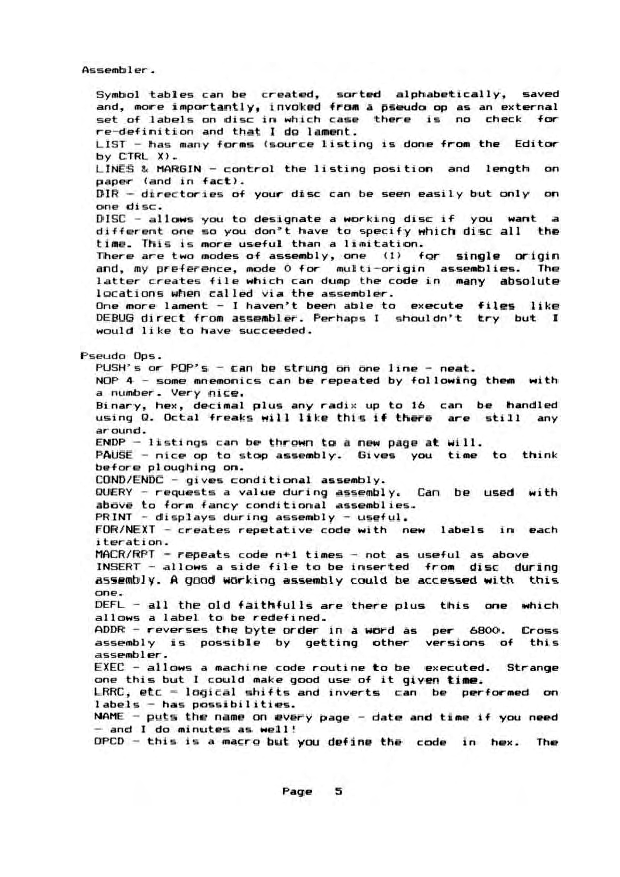 Assembler.
Symbol tables can be created, sorted alphabetically, saved
and, more importantly, invoked from a pseudo op as an external
set of labels on disc in which case there is no check for
re-definition and that I do lament.
LIST - has many forms (source listing is done from the Editor
by CTRL X).
LINES & MARGIN - control the listing position and length on
paper (and in fact).
DIR - directories of your disc can be seen easily but only on
one disc.
DISC - allows you to designate a working disc if you want a
different one so you don't have to specify which disc all the
time. This is more useful than a limitation.
There are two modes of assembly, one (1) for single origin
and, my preference, mode 0 for multi-origin assemblies. The
latter creates file which can dump the code in many absolute
locations when called via the assembler.
One more lament - I haven't been able to execute files like
DEBUG direct from assembler. Perhaps I shouldn't try but I
would like to have succeeded.
Pseudo Ops.
PUSH's or POP's - can be strung on one line - neat.
NOP 4 - some mnemonics can be repeated by following them with
a number. Very nice.
Binary, hex, decimal plus any radix up to 16 can be handled
using Q. Octal freaks will like this if there are still any
around.
ENDP - listings can be thrown to a new page at will.
PAUSE - nice op to stop assembly. Gives you time to think
before ploughing on.
COND/ENDC - gives conditional assembly.
QUERY - requests a value during assembly. Can be used with
above to form fancy conditional assemblies.
PRINT - displays during assembly - useful.
FOR/NEXT - creates repetative code with new labels in each
iteration.
MACR/RPT - repeats code n+1 times - not as useful as above
INSERT - allows a side file to be inserted from disc during
assembly. A good working assembly could be accessed with this
one.
DEFL - all the old faithfulls are there plus this one which
allows a label to be redefined.
ADDR - reverses the byte order in a word as per 6800. Cross
assembly is possible by getting other versions of this
assembler.
EXEC - allows a machine code routine to be executed. Strange
one this but I could make good use of it given time.
LRRC, etc - logical shifts and inverts can be performed on
labels - has possibilities.
NAME - puts the name on every page - date and time if you need
- and I do minutes as well!
OPCD - this is a macro but you define the code in hex. The
Page 5